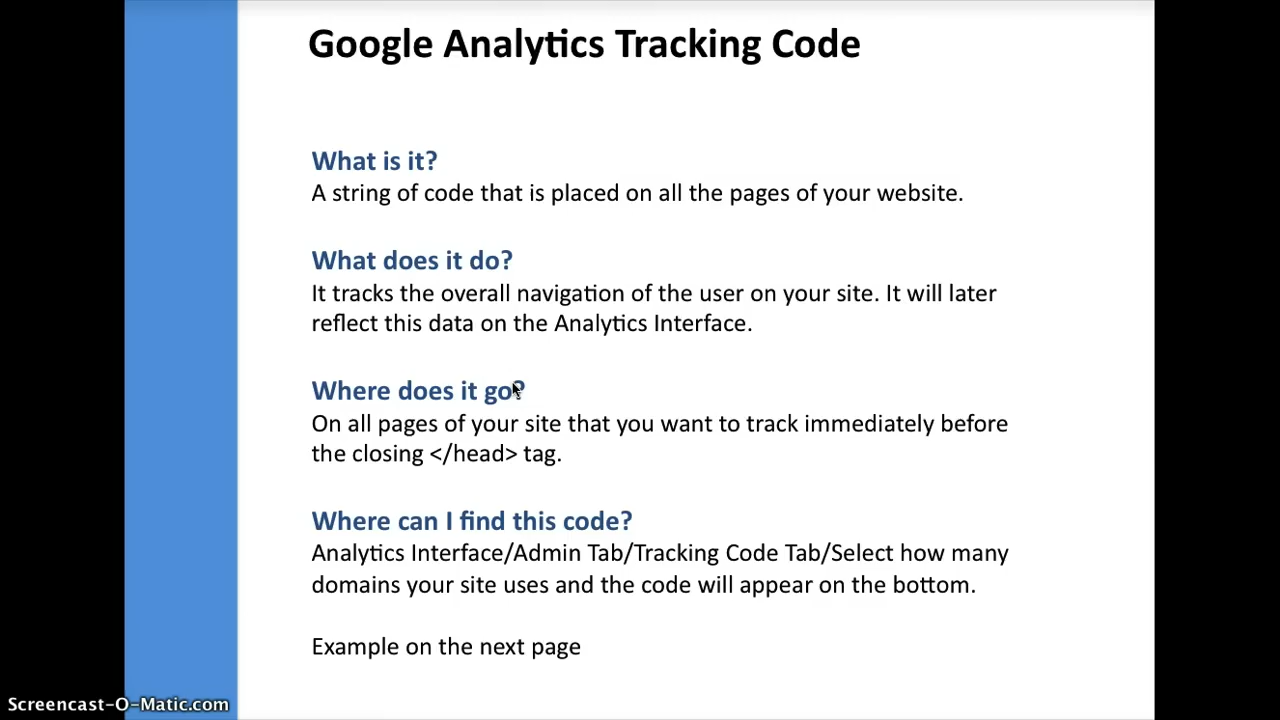 Google Analytics Tracking Code
What is it?
A string of code that is placed on all the pages of your website.
What does it do?
It tracks the overall navigation of the user on your site. It will later
reflect this data on the Analytics Interface.
Where does it go?
On all pages of your site that you want to track immediately before
the closing </head> tag.
Where can I find this code?
Analytics Interface/Admin Tab/Tracking Code Tab/Select how many
domains your site uses and the code will appear on the bottom.
Example on the next page
Screencast-O-Matic.com